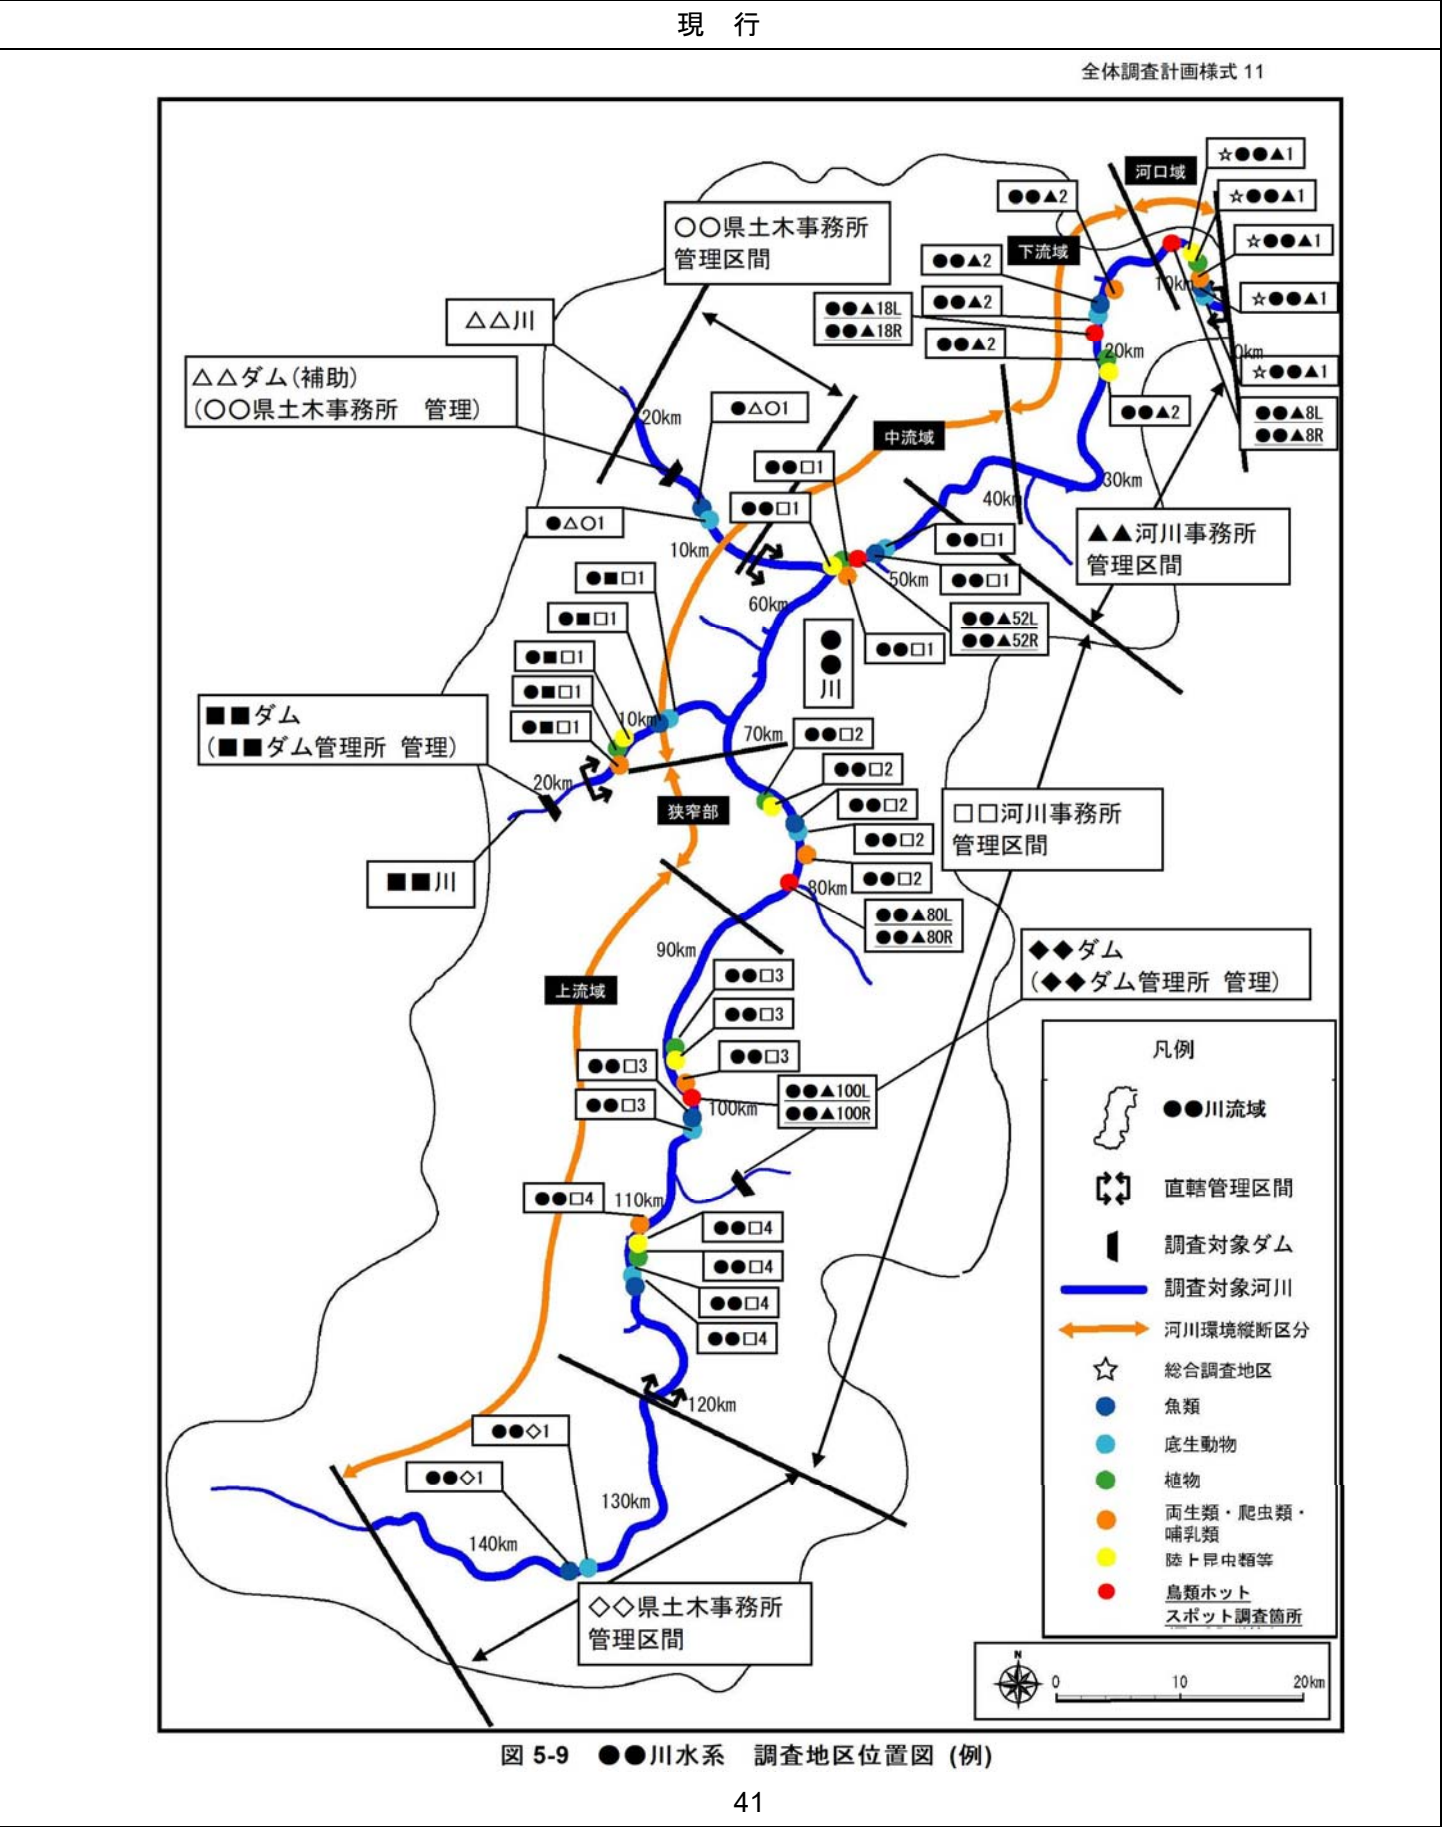 現 行
全体調査計画様式 11
河口域
☆●●▲1
●●▲2
☆●●▲1
○○県土木事務所
管理区間
☆●●▲1
下流域
●●▲2
10km
☆●●▲1
△△川
●●▲18L
●●▲18R
●●▲2
●●▲2
20km
0km
☆●●▲1
△△ダム(補助)
(○○県土木事務所 管理)
20km
●△○1
●●▲2
●●▲8L
●●▲8R
中流域
●●□1
30km
40km
●●□1
●△○1
10km
●●□1
▲▲河川事務所
管理区間
50km
●●□1
●■□1
60km
●■□1
●●▲52L
●●▲52R
●●□1
●●川
●■□1
●■□1
●■□1
10km
■■ダム
(■■ダム管理所 管理)
70km
●●□2
●●□2
20km
狭窄部
●●□2
●●□2
□□河川事務所
管理区間
●●□2
■■川
80km
●●▲80L
●●▲80R
90km
◆◆ダム
(◆◆ダム管理所 管理)
上流域
●●□3
●●□3
●●□3
●●□3
●●□3
●●▲100L
●●▲100R
100km
●●□4
110km
●●□4
●●□4
●●□4
●●□4
120km
●●◇1
●●◇1
130km
140km
◇◇県土木事務所
管理区間
凡例
●●川流域
直轄管理区間
調査対象ダム
調査対象河川
河川環境縦断区分
総合調査地区
魚類
底生動物
植物
両生類・爬虫類・
哺乳類
陸上昆虫類等
鳥類ホット
スポット調査箇所
N
0 10 20km
図 5-9 ●●川水系 調査地区位置図 (例)
41